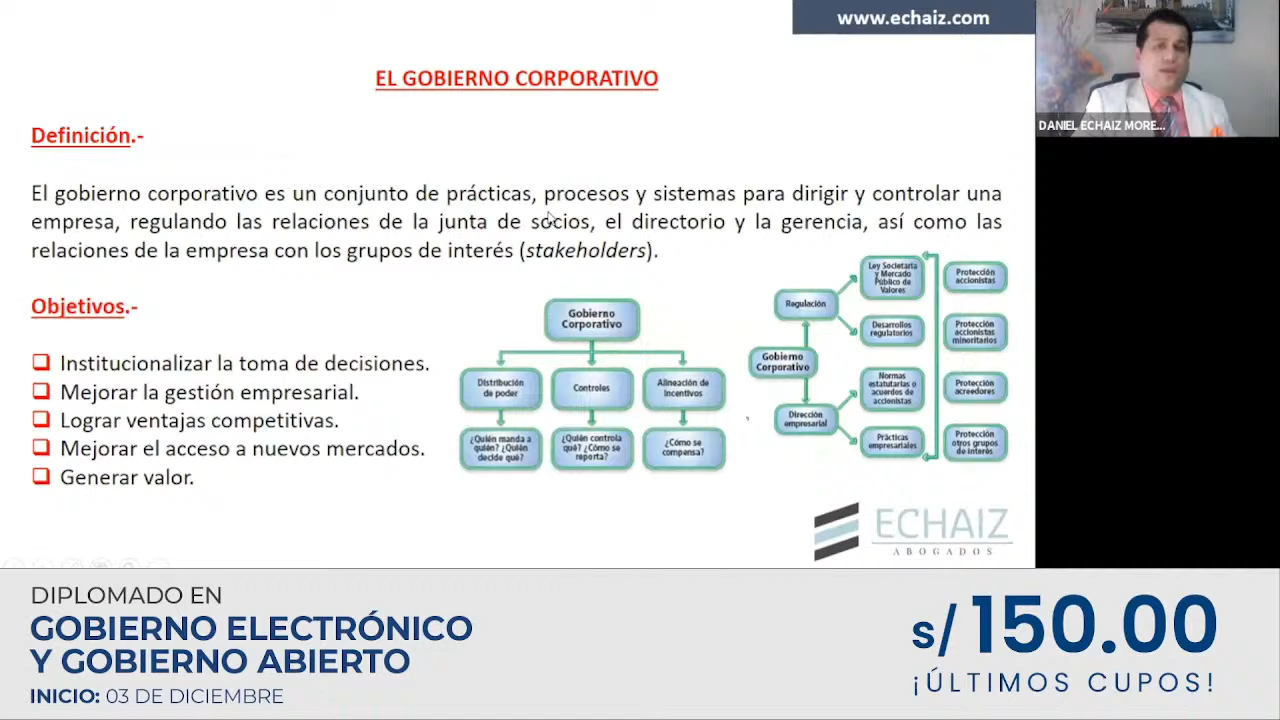 www.echaiz.com
DANIEL ECHAIZ MORE...
EL GOBIERNO CORPORATIVO
Definición.-
El gobierno corporativo es un conjunto de prácticas, procesos y sistemas para dirigir y controlar una
empresa, regulando las relaciones de la junta de socios, el directorio y la gerencia, así como las
relaciones de la empresa con los grupos de interés (stakeholders).
Objetivos.-
Institucionalizar la toma de decisiones.
Mejorar la gestión empresarial.
Lograr ventajas competitivas.
Mejorar el acceso a nuevos mercados.
Generar valor.
Gobierno
Corporativo
Distribución
de poder
Controles
Alineación de
Incentivos
¿Quién manda a
quién? ¿Quién
decide qué?
¿Quién controla
qué? ¿Cómo se
reporta?
¿Cómo se
compensa?
Gobierno
Corporativo
Regulación
Dirección
empresarial
Ley Societaria
y Mercado
Público de
Valores
Desarrollos
regulatorios
Normas
estatutarias o
acuerdos de
accionistas
Prácticas
empresariales
Protección
accionistas
Protección
accionistas
minoritarios
Protección
acreedores
Protección
otros grupos
de interés
ECHAIZ
ABOGADOS
DIPLOMADO EN
GOBIERNO ELECTRÓNICO
Y GOBIERNO ABIERTO
INICIO: 03 DE DICIEMBRE
s/150.00
¡ÚLTIMOS CUPOS!